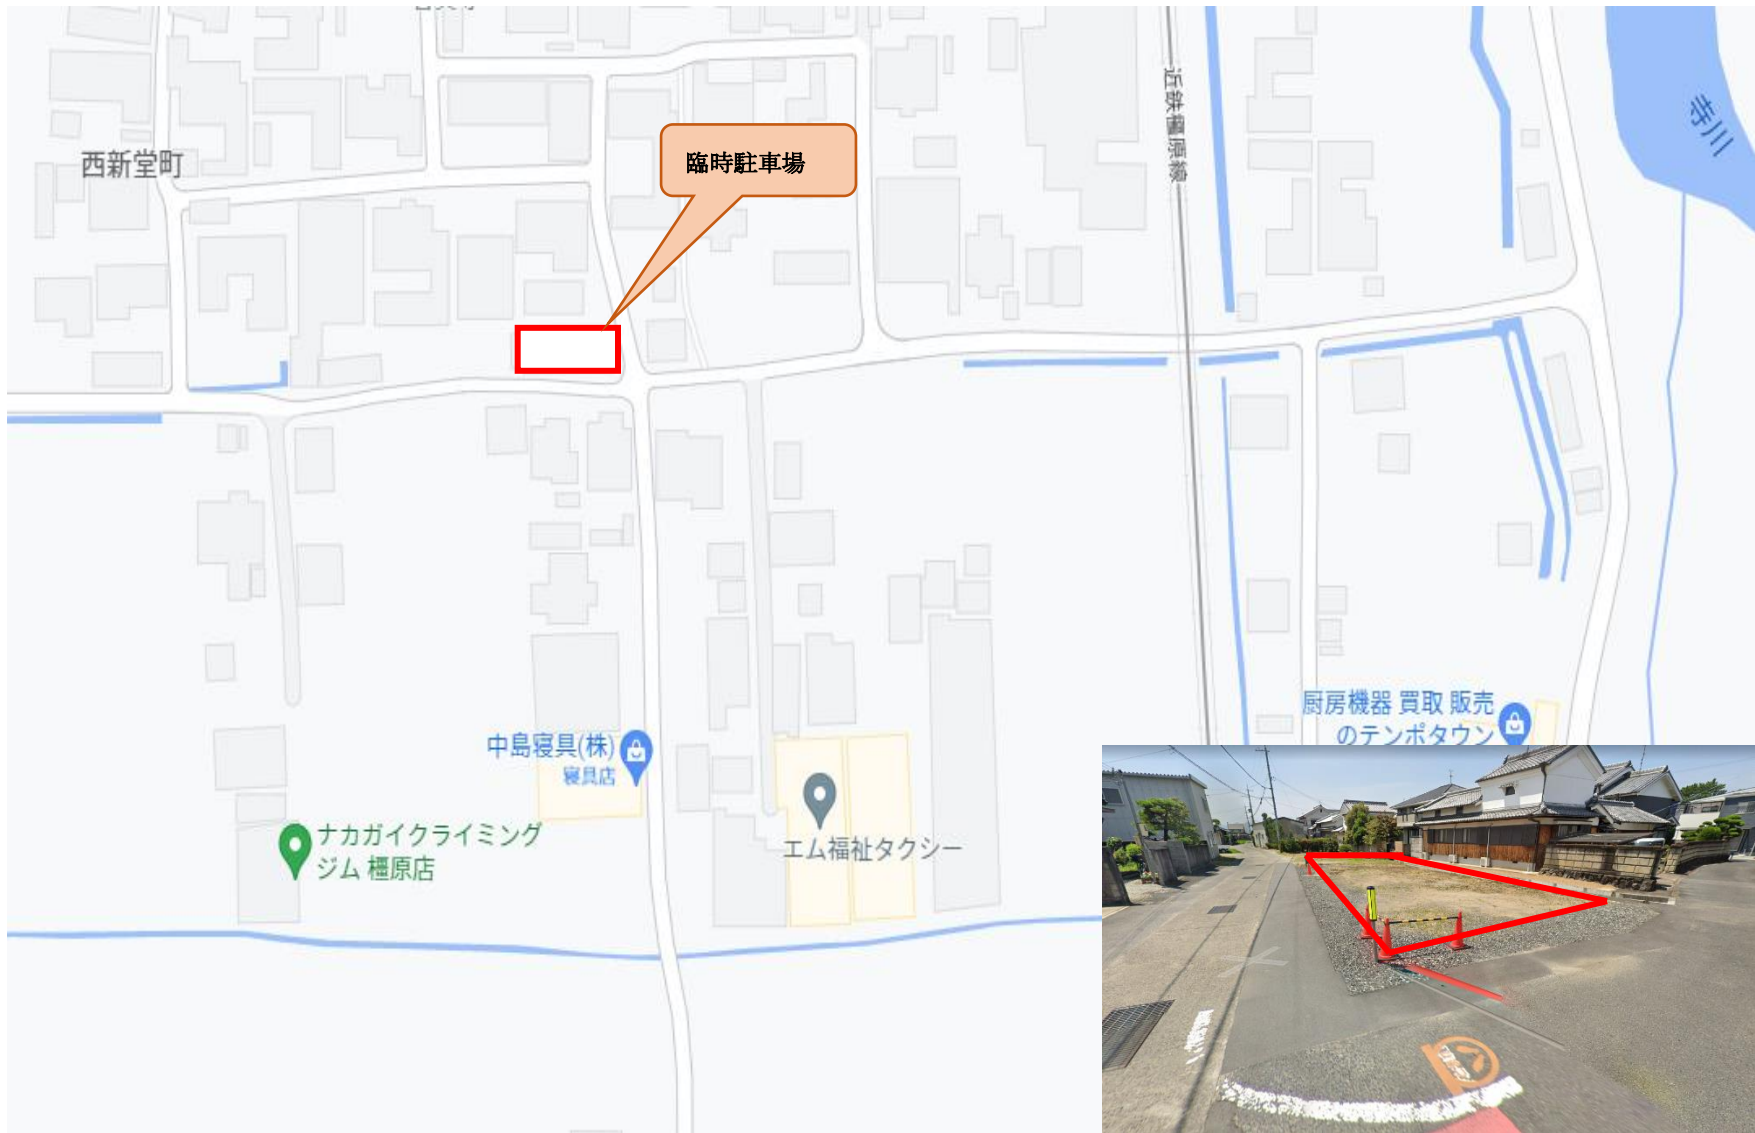 近鉄橿原線
寺川
西新堂町
臨時駐車場
厨房機器 買取 販売
のテンポタウン
中島寝具(株)
寝具店
ナカガイクライミング
ジム 橿原店
エム福祉タクシー